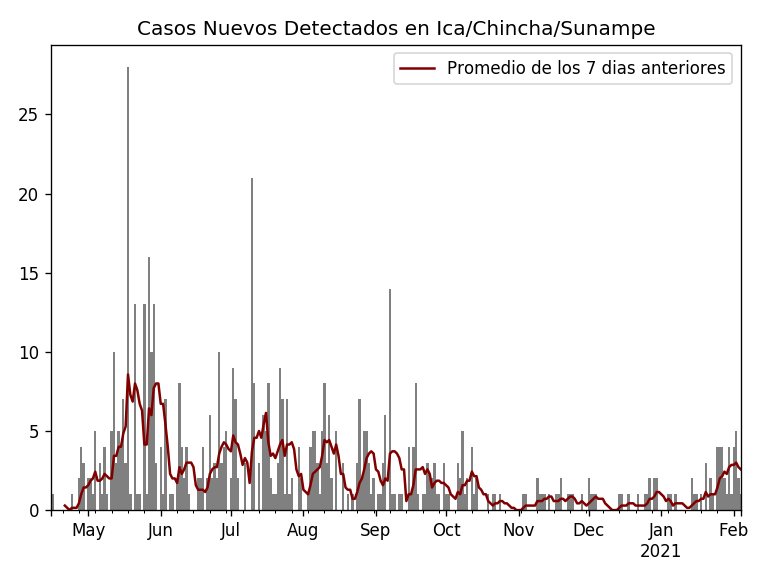 Casos Nuevos Detectados en Ica/Chincha/Sunampe
Promedio de los 7 dias anteriores
25
20
15
10
5
0
May Jun Jul Aug Sep Oct Nov Dec Jan Feb
2021